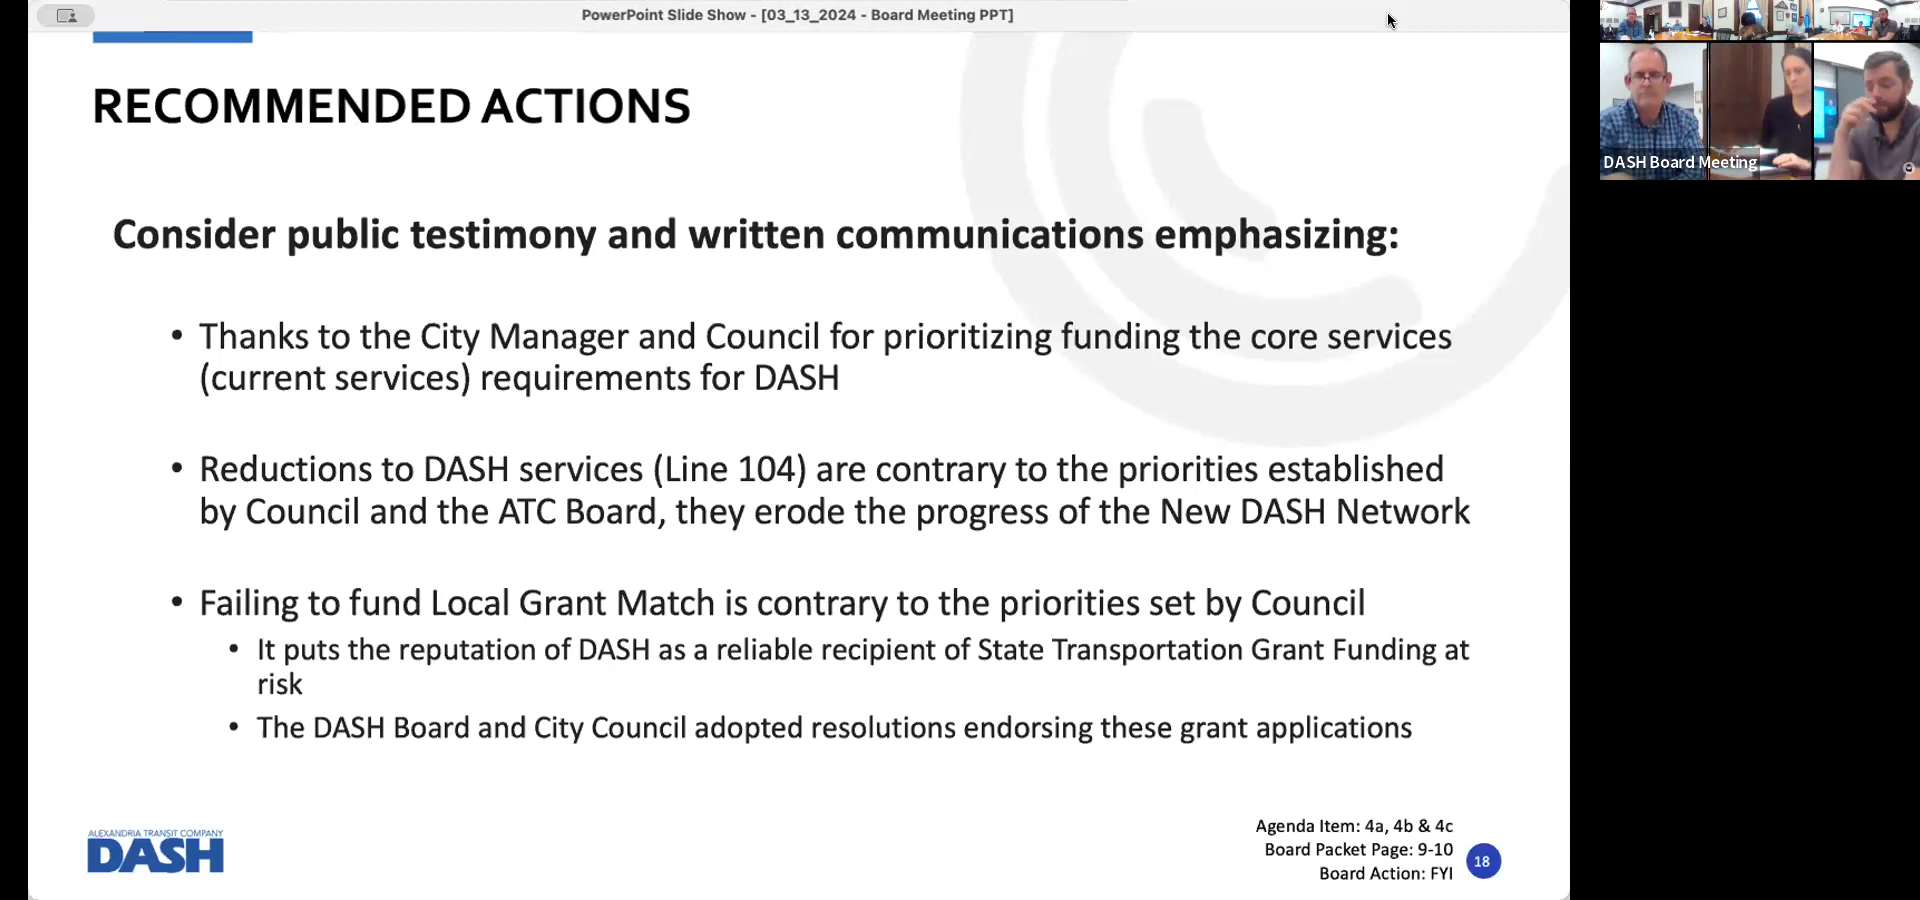 PowerPoint Slide Show - [03_13_2024 - Board Meeting PPT]
RECOMMENDED ACTIONS
Consider public testimony and written communications emphasizing:
• Thanks to the City Manager and Council for prioritizing funding the core services
(current services) requirements for DASH
• Reductions to DASH services (Line 104) are contrary to the priorities established
by Council and the ATC Board, they erode the progress of the New DASH Network
• Failing to fund Local Grant Match is contrary to the priorities set by Council
• It puts the reputation of DASH as a reliable recipient of State Transportation Grant Funding at
risk
• The DASH Board and City Council adopted resolutions endorsing these grant applications
ALEXANDRIA TRANSIT COMPANY
DASH
Agenda Item: 4a, 4b & 4c
Board Packet Page: 9-10
Board Action: FYI
18
DASH Board Meeting